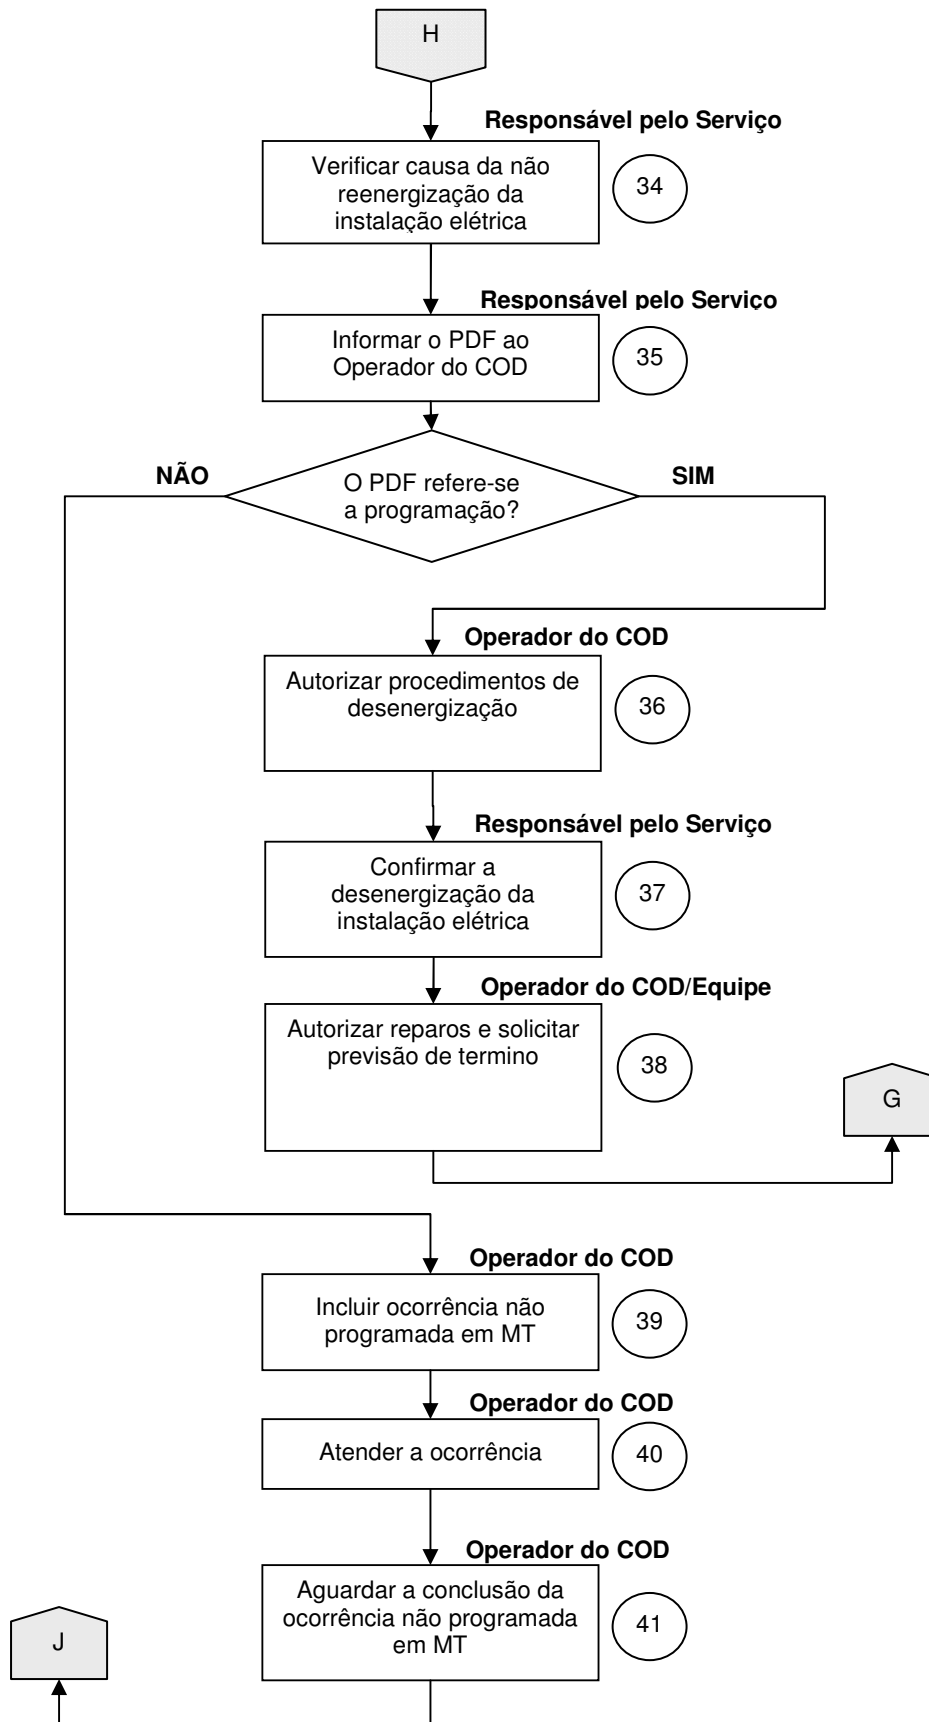 H
Responsável pelo Serviço
Verificar causa da não
reenergização da
instalação elétrica
34
Responsável pelo Serviço
Informar o PDF ao
Operador do COD
35
NÃO
O PDF refere-se
a programação?
SIM
Operador do COD
Autorizar procedimentos de
desenergização
36
Responsável pelo Serviço
Confirmar a
desenergização da
instalação elétrica
37
Operador do COD/Equipe
Autorizar reparos e solicitar
previsão de termino
38
G
Operador do COD
Incluir ocorrência não
programada em MT
39
Operador do COD
Atender a ocorrência
40
Operador do COD
Aguardar a conclusão da
ocorrência não programada
em MT
41
J